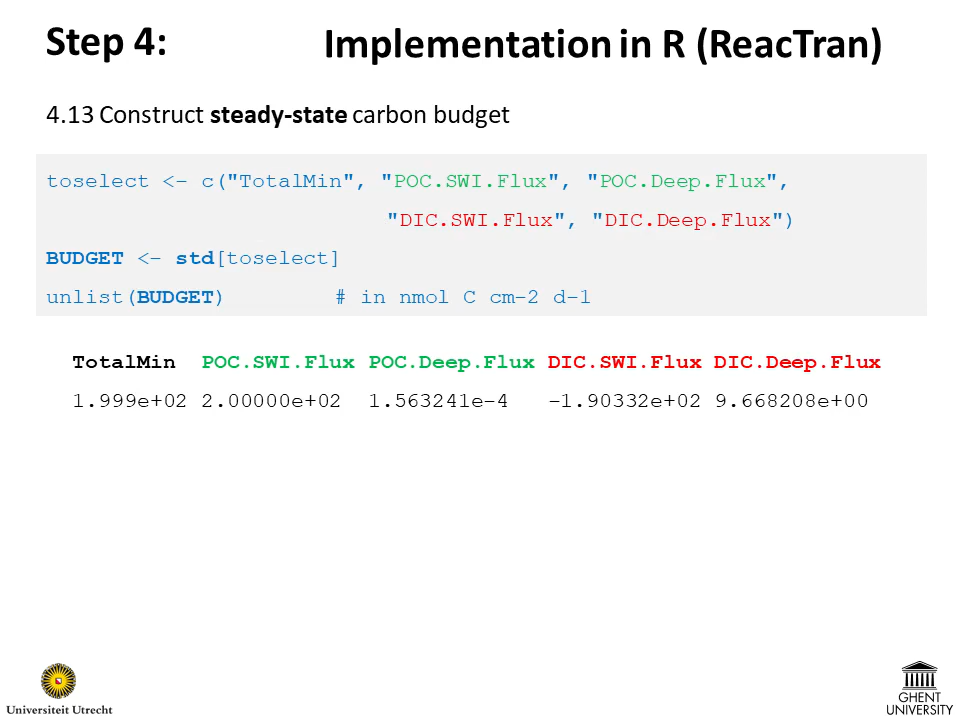 Step 4:
Implementation in R (ReacTran)
4.13 Construct steady-state carbon budget
toselect <- c("TotalMin", "POC.SWI.Flux", "POC.Deep.Flux",
"DIC.SWI.Flux", "DIC.Deep.Flux")
BUDGET <- std[toselect]
unlist(BUDGET) # in nmol C cm-2 d-1
TotalMin POC.SWI.Flux POC.Deep.Flux DIC.SWI.Flux DIC.Deep.Flux
1.999e+02 2.00000e+02 1.563241e-4 -1.90332e+02 9.668208e+00
Universiteit Utrecht
GHENT
UNIVERSITY